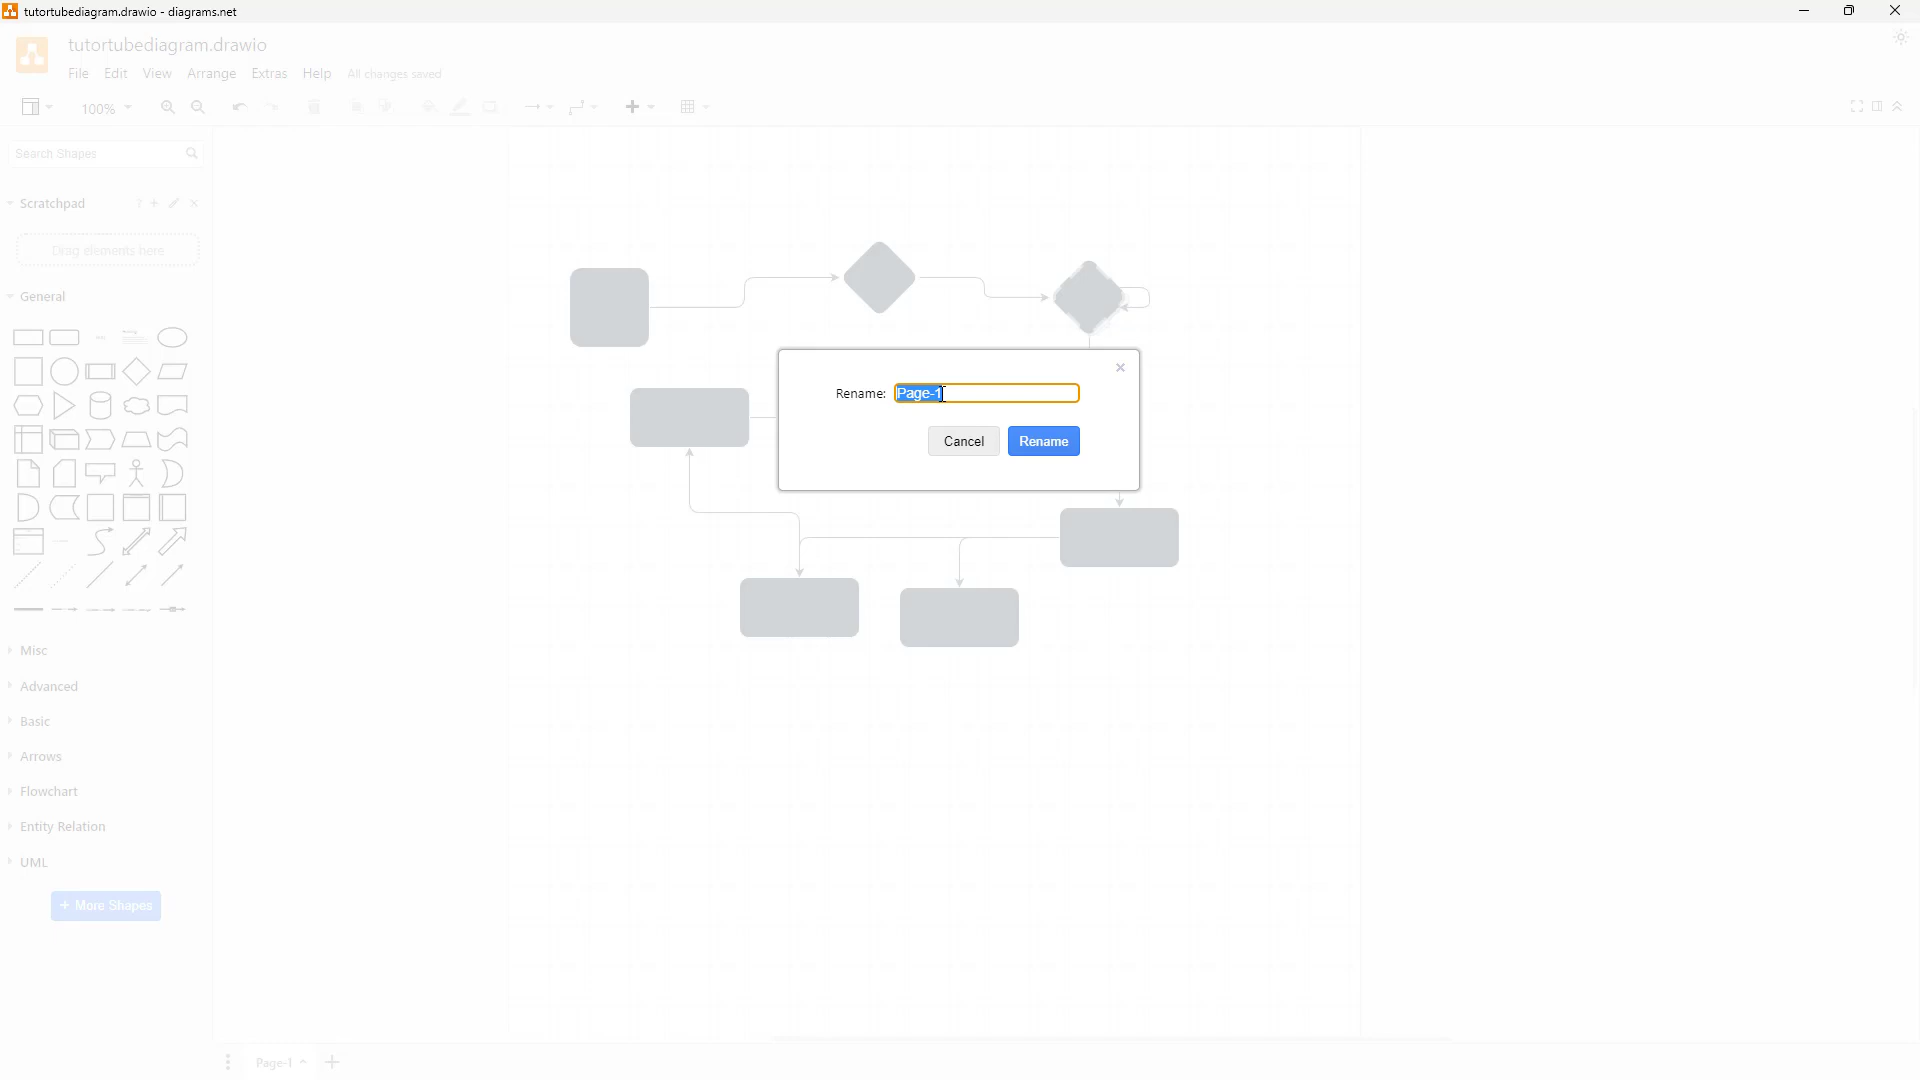 tutortubediagram.drawio - diagrams.net
tutortubediagram.drawio
File Edit View Arrange Extras Help All changes saved
100%
Search Shapes
Scratchpad ?
Drag elements here
General
Rename: Page-1
Cancel Rename
Misc
Advanced
Basic
Arrows
Flowchart
Entity Relation
UML
+ More Shapes
Page-1